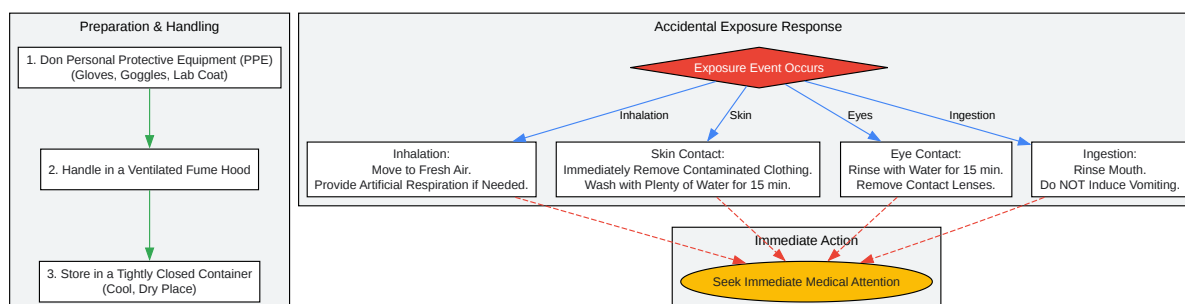 Preparation & Handling
1. Don Personal Protective Equipment (PPE)
(Gloves, Goggles, Lab Coat)
2. Handle in a Ventilated Fume Hood
3. Store in a Tightly Closed Container
(Cool, Dry Place)
Accidental Exposure Response
Exposure Event Occurs
Inhalation
Skin
Eyes
Ingestion
Inhalation:
Move to Fresh Air.
Provide Artificial Respiration if Needed.
Skin Contact:
Immediately Remove Contaminated Clothing.
Wash with Plenty of Water for 15 min.
Eye Contact:
Rinse with Water for 15 min.
Remove Contact Lenses.
Ingestion:
Rinse Mouth.
Do NOT Induce Vomiting.
Immediate Action
Seek Immediate Medical Attention